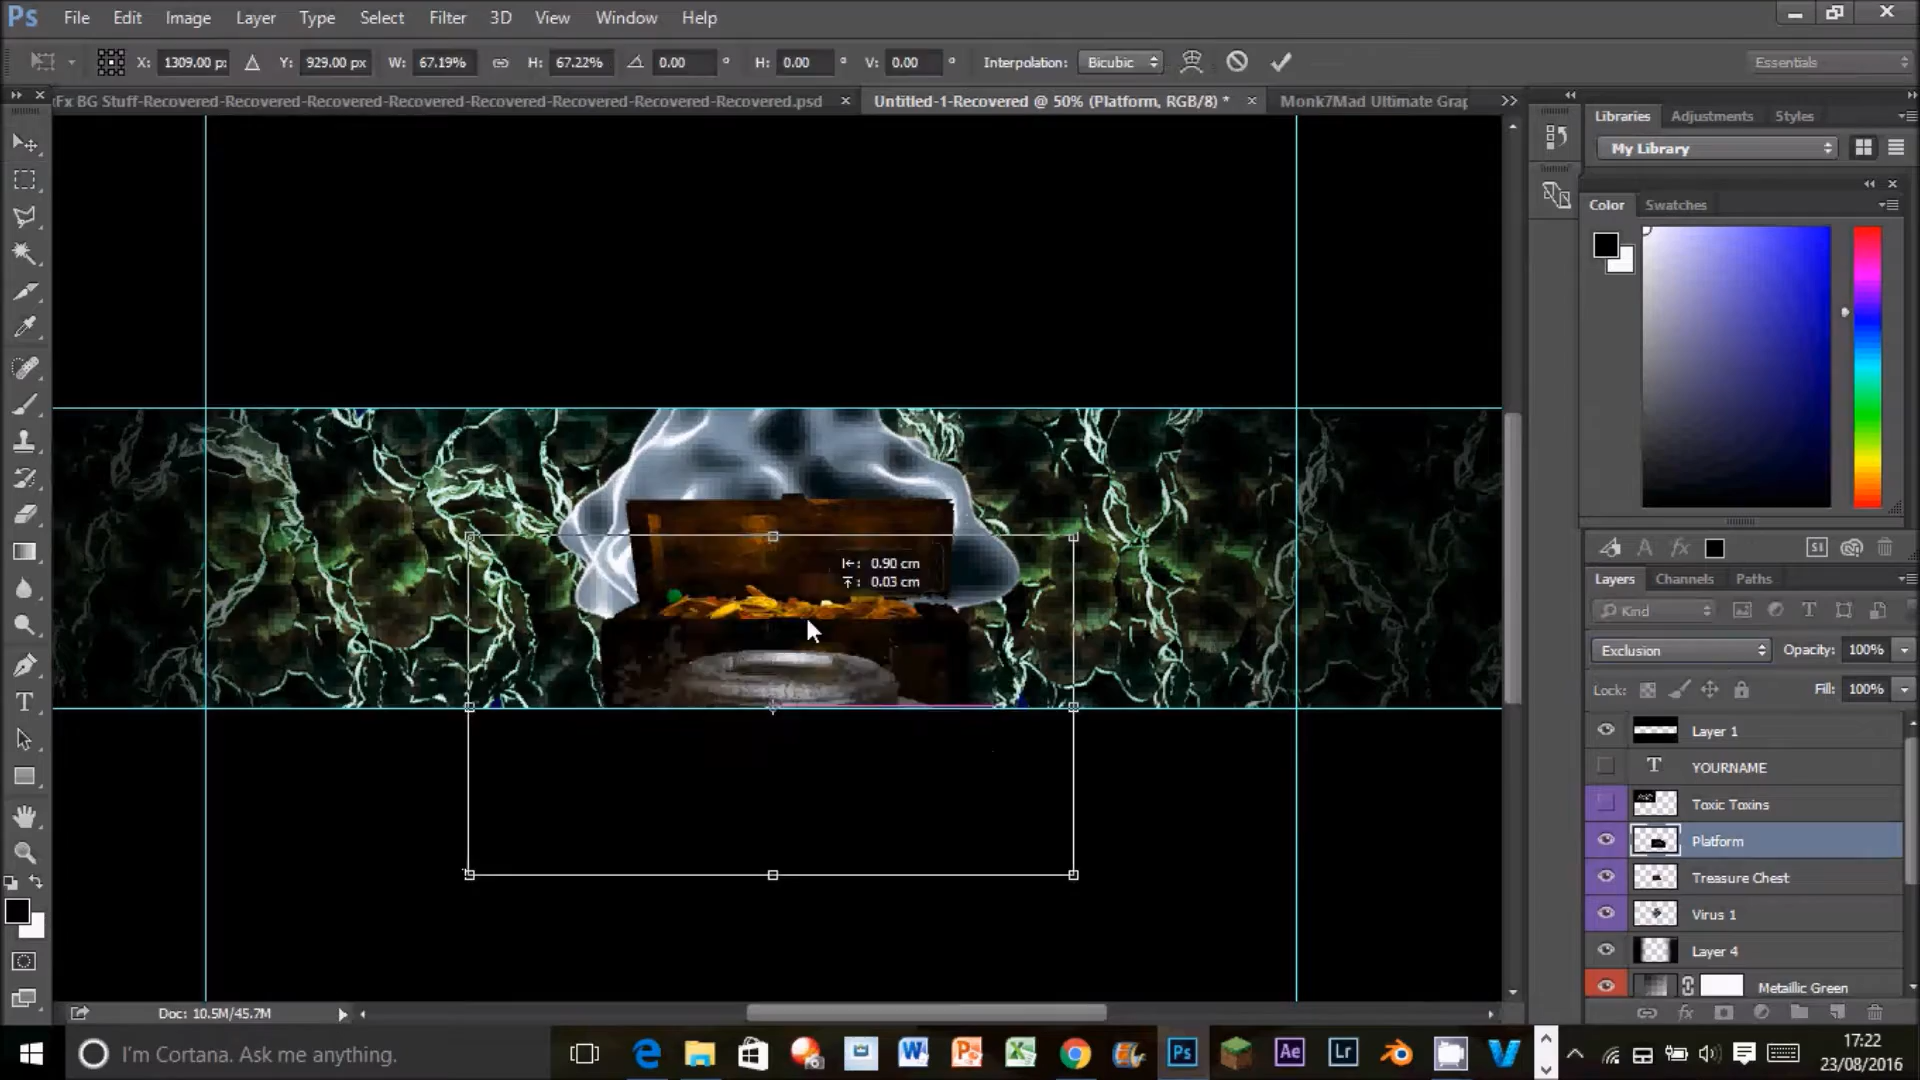 Ps File Edit Image Layer Type Select Filter 3D View Window Help
X: 1309.00 p: Y: 929.00 px W: 67.19% H: 67.22% 0.00 ° H: 0.00 ° V: 0.00 ° Interpolation: Bicubic Essentials
Fx BG Stuff-Recovered-Recovered-Recovered-Recovered-Recovered-Recovered-Recovered.psd × Untitled-1-Recovered @ 50% (Platform, RGB/8) * × Monk7Mad Ultimate Grap
Libraries Adjustments Styles
My Library
Color Swatches
0.90 cm
0.03 cm
Layers Channels Paths
Kind
Exclusion Opacity: 100%
Lock: Fill: 100%
Layer 1
T YOURNAME
Toxic Toxins
Platform
Treasure Chest
Virus 1
Layer 4
Metaillic Green
Doc: 10.5M/45.7M
I'm Cortana. Ask me anything.
Ps Ae Lr
17:22
23/08/2016